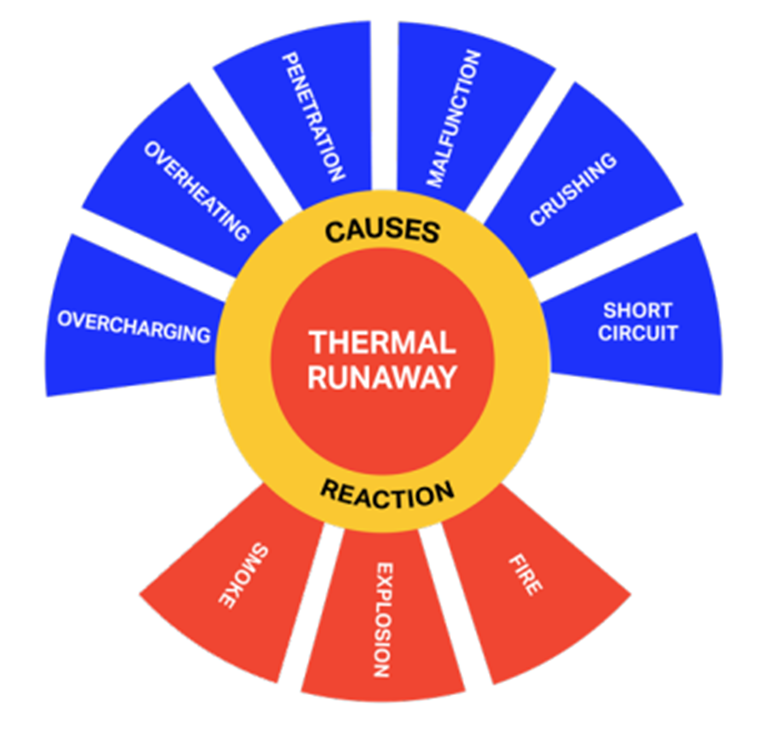 PENETRATION
MALFUNCTION
OVERHEATING
CRUSHING
OVERCHARGING
SHORT
CIRCUIT
CAUSES
THERMAL
RUNAWAY
REACTION
SMOKE
EXPLOSION
FIRE